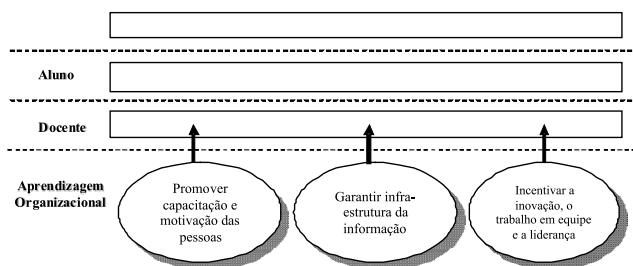 Aluno
Docente
Aprendizagem
Organizacional
Promover
capacitação e
motivação das
pessoas
Garantir infra-
estrutura da
informação
Incentivar a
inovação, o
trabalho em equipe
e a liderança